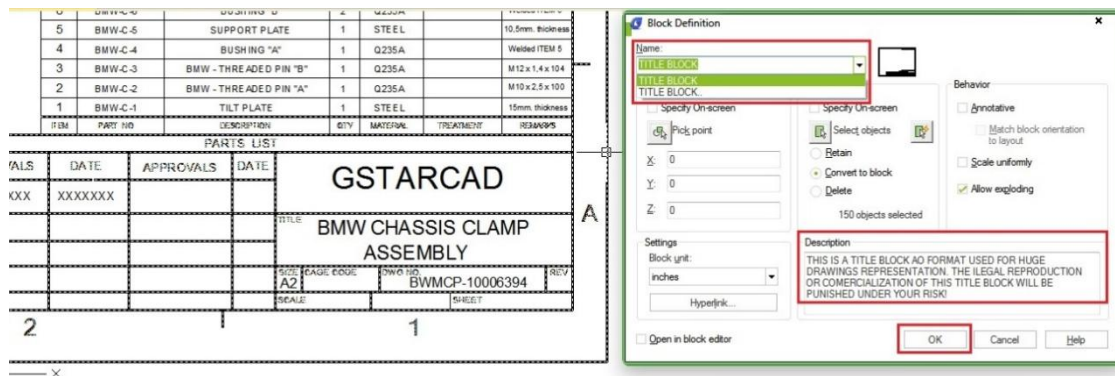 5 BMW-C-5 SUPPORT PLATE 1 STEEL 10,5mm. thickness
4 BMW-C-4 BUSHING "A" 1 Q235A Welded ITEM 5
3 BMW-C-3 BMW - THREADED PIN "B" 1 Q235A M12 x 1,4 x 104
2 BMW-C-2 BMW - THREADED PIN "A" 1 Q235A M10 x 2,5 x 100
1 BMW-C-1 TILT PLATE 1 STEEL 15mm. thickness
ITEM PART NO DESCRIPTION QTY MATERIAL TREATMENT REMARKS
PARTS LIST
VALS DATE APPROVALS DATE
XXX XXXXXXX
GSTARCAD
TITLE
BMW CHASSIS CLAMP
ASSEMBLY
SIZE CAGE CODE DWG NO. REV
A2 BWMCP-10006394
SCALE SHEET
A
2 1
Block Definition
Name:
TITLE BLOCK
TITLE BLOCK
TITLE BLOCK..
Specify On-screen
Pick point
X: 0
Y: 0
Z: 0
Specify On-screen
Select objects
Retain
Convert to block
Delete
150 objects selected
Behavior
Annotative
Match block orientation
to layout
Scale uniformly
Allow exploding
Settings
Block unit:
inches
Hyperlink...
Description
THIS IS A TITLE BLOCK AO FORMAT USED FOR HUGE
DRAWINGS REPRESENTATION. THE ILEGAL REPRODUCTION
OR COMERCIALIZATION OF THIS TITLE BLOCK WILL BE
PUNISHED UNDER YOUR RISK!
Open in block editor
OK Cancel Help